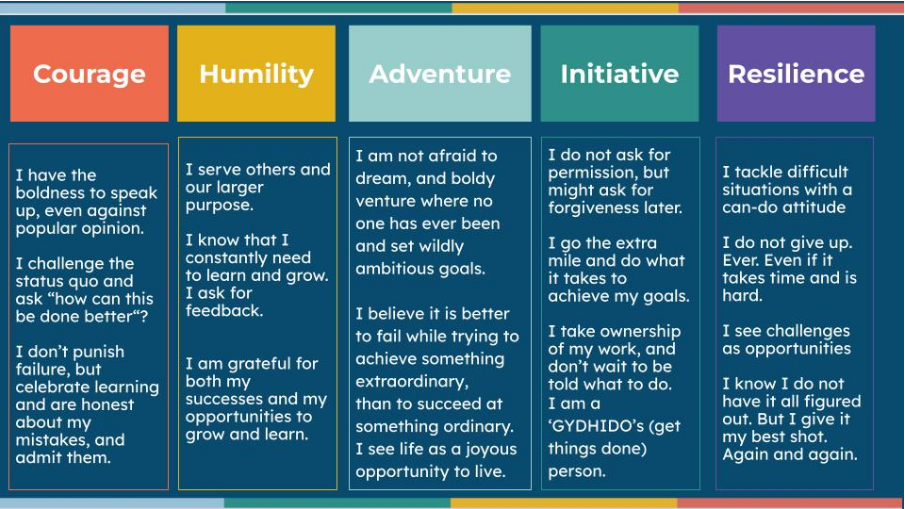 Courage
I have the
boldness to speak
up, even against
popular opinion.
I challenge the
status quo and
ask “how can this
be done better“?
I don’t punish
failure, but
celebrate learning
and are honest
about my
mistakes, and
admit them.
Humility
I serve others and
our larger
purpose.
I know that I
constantly need
to learn and grow.
I ask for
feedback.
I am grateful for
both my
successes and my
opportunities to
grow and learn.
Adventure
I am not afraid to
dream, and boldy
venture where no
one has ever been
and set wildly
ambitious goals.
I believe it is better
to fail while trying to
achieve something
extraordinary,
than to succeed at
something ordinary.
I see life as a joyous
opportunity to live.
Initiative
I do not ask for
permission, but
might ask for
forgiveness later.
I go the extra
mile and do what
it takes to
achieve my goals.
I take ownership
of my work, and
don’t wait to be
told what to do.
I am a
‘GYDHIDO’s (get
things done)
person.
Resilience
I tackle difficult
situations with a
can-do attitude
I do not give up.
Ever. Even if it
takes time and is
hard.
I see challenges
as opportunities
I know I do not
have it all figured
out. But I give it
my best shot.
Again and again.